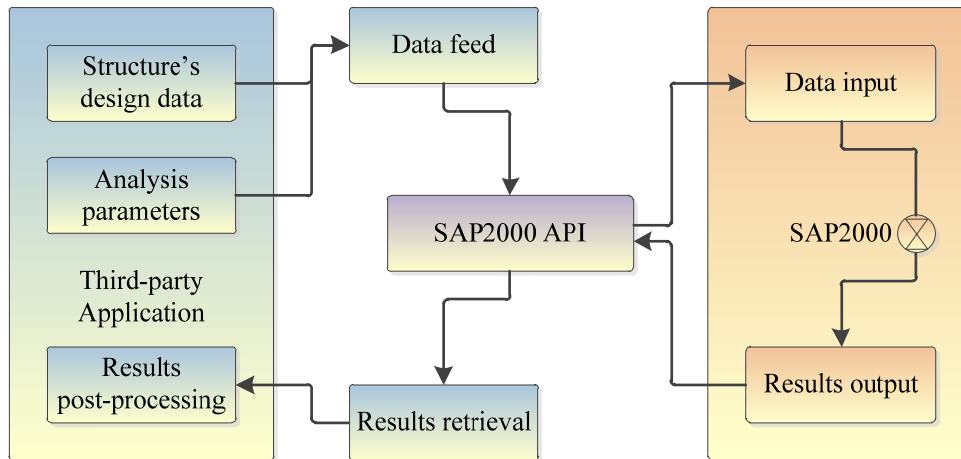 Structure's
design data
Analysis
parameters
Third-party
Application
Results
post-processing
Data feed
SAP2000 API
Results retrieval
Data input
SAP2000
Results output